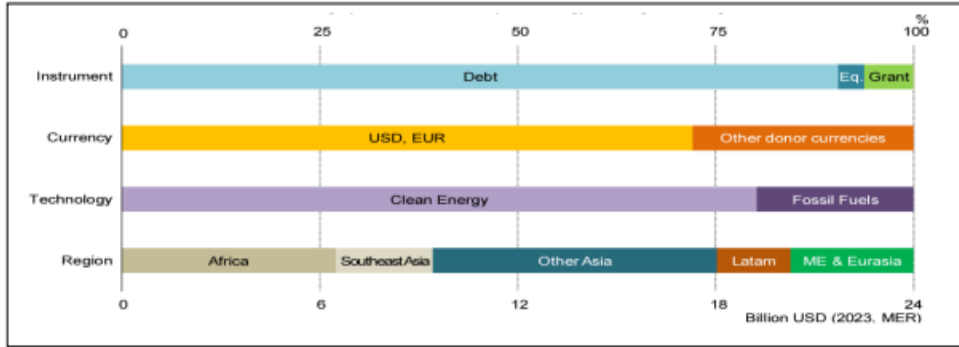 %
0 25 50 75 100
Instrument Debt Eq. Grant
Currency USD, EUR Other donor currencies
Technology Clean Energy Fossil Fuels
Region Africa Southeast Asia Other Asia Latam ME & Eurasia
0 6 12 18 24
Billion USD (2023, MER)